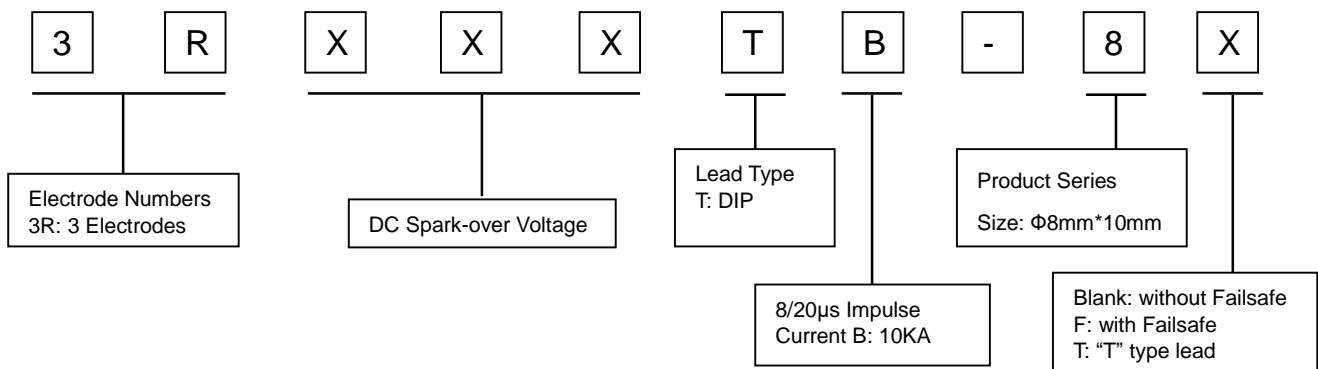 3 R X X X T B - 8 X
Electrode Numbers
3R: 3 Electrodes
DC Spark-over Voltage
Lead Type
T: DIP
Product Series
Size: Φ8mm*10mm
8/20µs Impulse
Current B: 10KA
Blank: without Failsafe
F: with Failsafe
T: “T” type lead